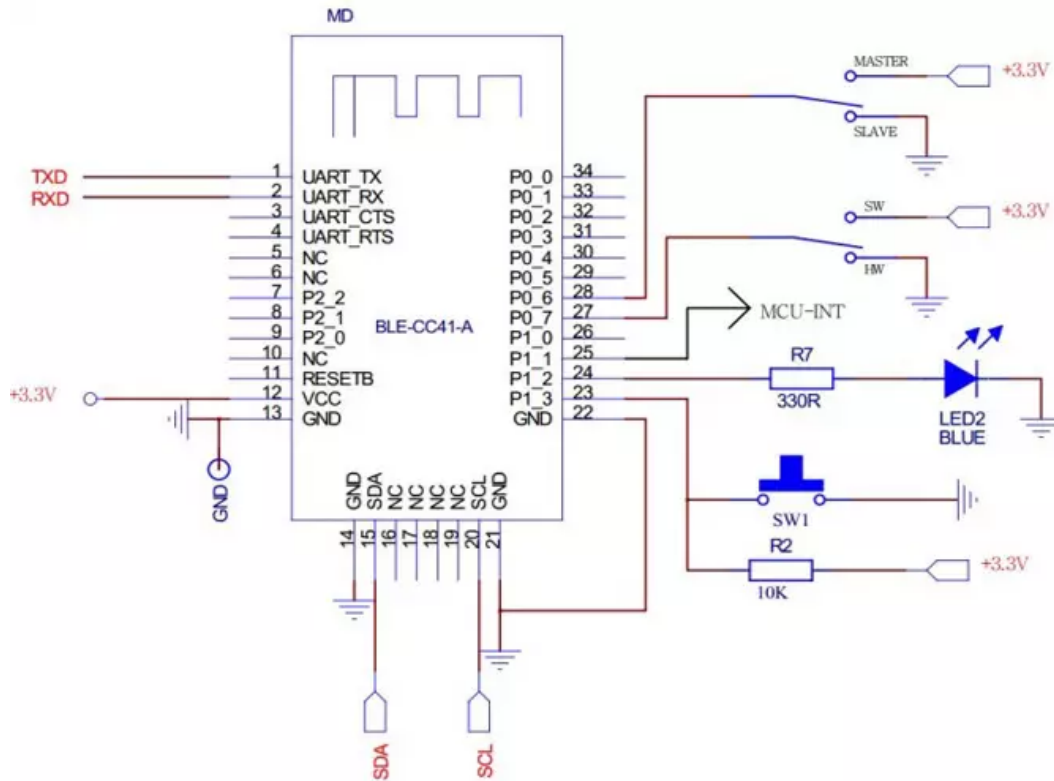 MD
MASTER
+3.3V
SLAVE
TXD
RXD
1 UART_TX P0_0 34
2 UART_RX P0_1 33
3 UART_CTS P0_2 32
4 UART_RTS P0_3 31
5 NC P0_4 30
6 NC P0_5 29
7 P2_2 P0_6 28
8 P2_1 P0_7 27
9 P2_0 P1_0 26
10 NC P1_1 25
11 RESETB P1_2 24
12 VCC P1_3 23
13 GND GND 22
BLE-CC41-A
SW
+3.3V
HW
MCU-INT
R7
330R
LED2
BLUE
+3.3V
GND
GND SDA NC NC NC NC SCL GND
14 15 16 17 18 19 20 21
SW1
R2
10K
+3.3V
SDA
SCL